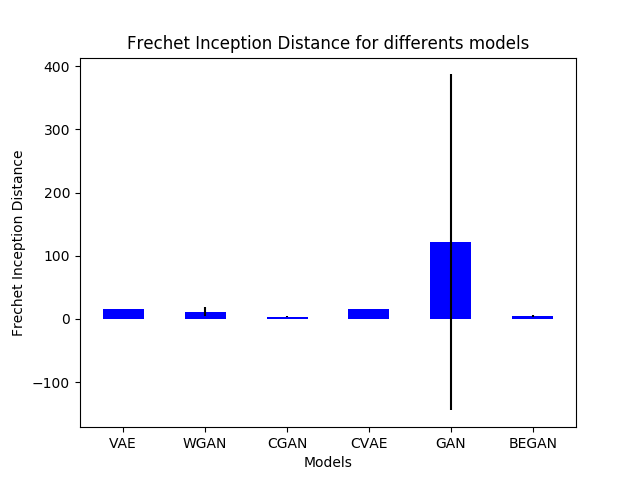 Frechet Inception Distance for differents models
400
300
200
100
0
−100
Frechet Inception Distance
VAE WGAN CGAN CVAE GAN BEGAN
Models